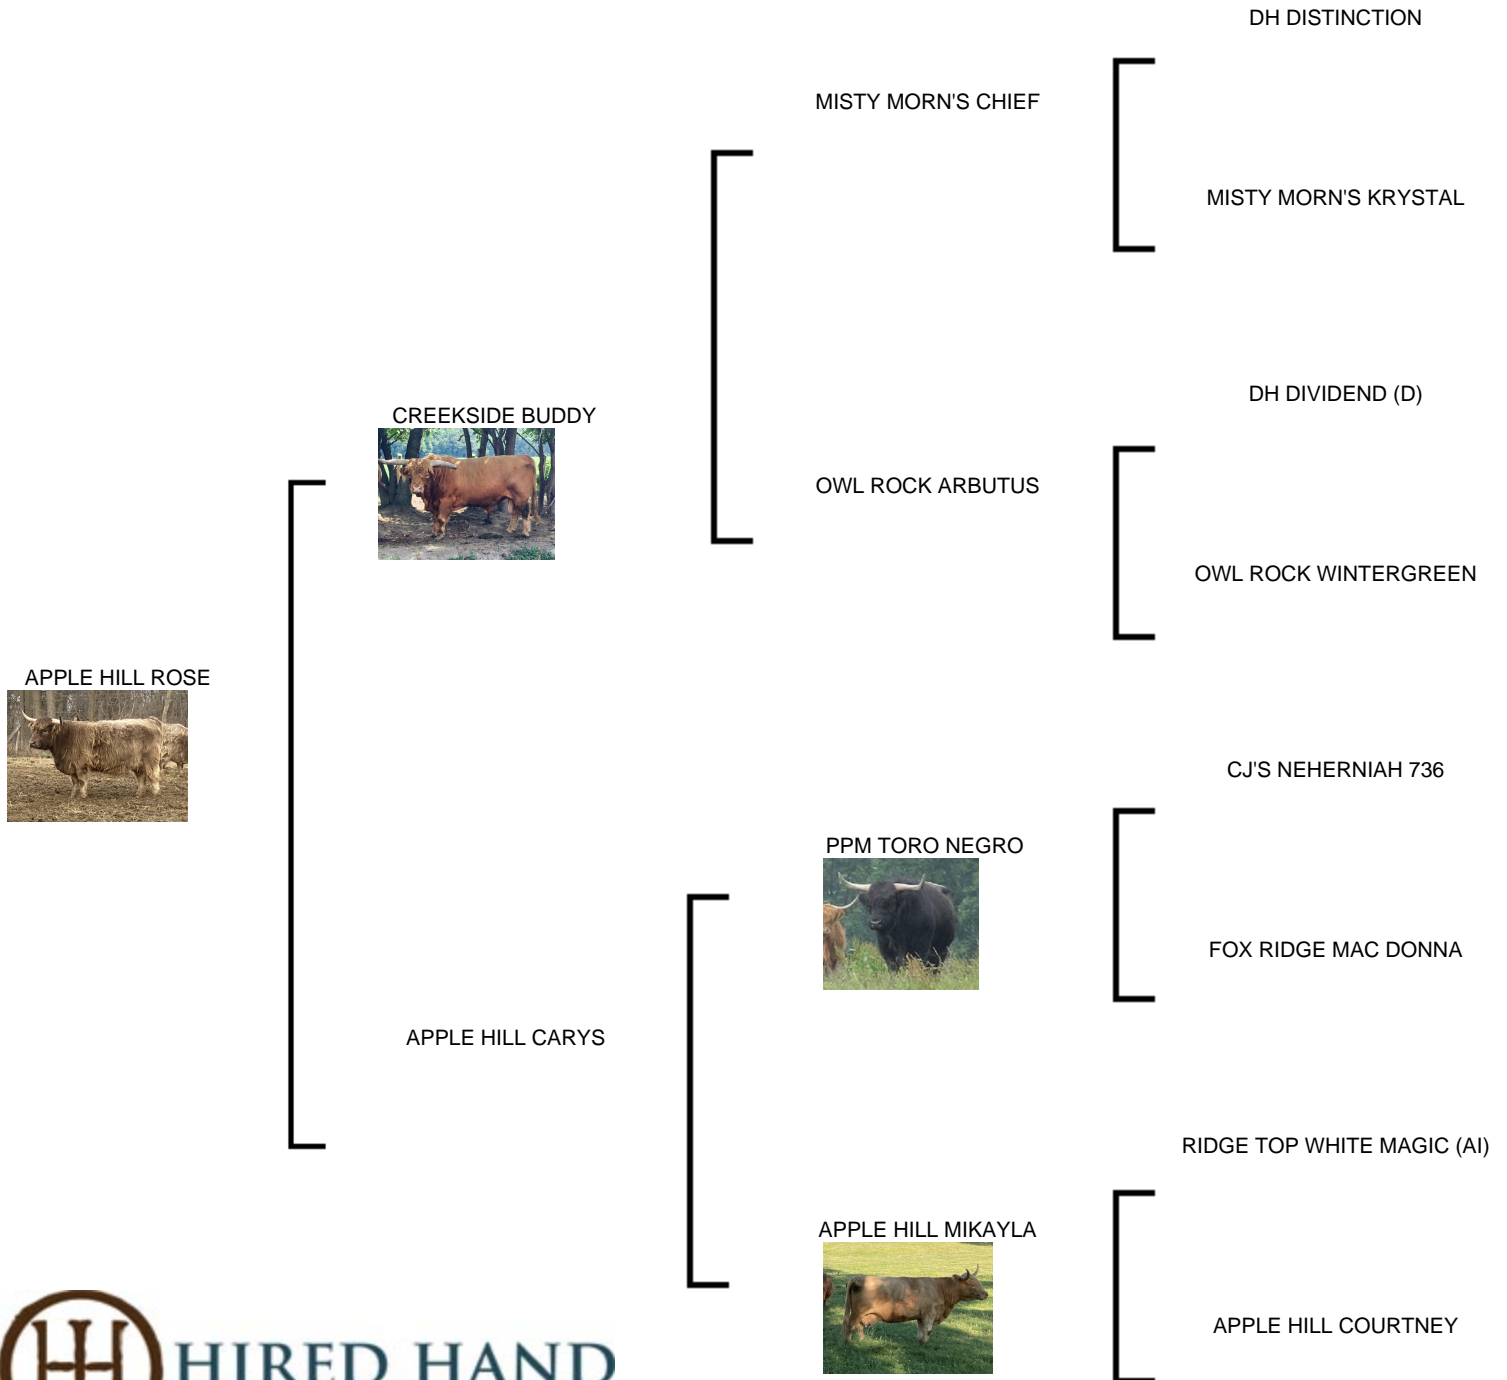 DH DISTINCTION
MISTY MORN'S CHIEF
MISTY MORN'S KRYSTAL
DH DIVIDEND (D)
CREEKSIDE BUDDY
OWL ROCK ARBUTUS
OWL ROCK WINTERGREEN
APPLE HILL ROSE
CJ'S NEHERNIAH 736
PPM TORO NEGRO
FOX RIDGE MAC DONNA
APPLE HILL CARYS
RIDGE TOP WHITE MAGIC (AI)
APPLE HILL MIKAYLA
APPLE HILL COURTNEY
HIRED HAND